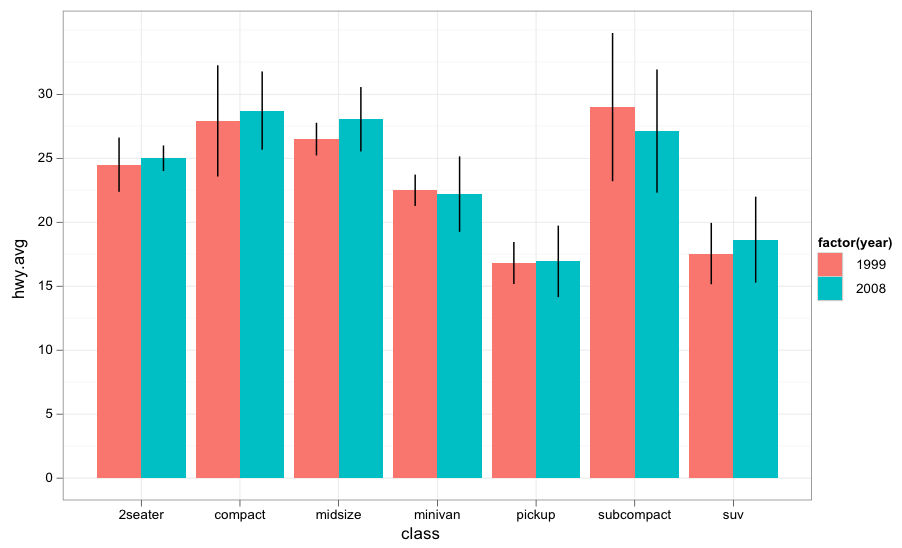 hwy.avg
30
25
20
15
10
5
0
2seater compact midsize minivan pickup subcompact suv
class
factor(year)
1999
2008